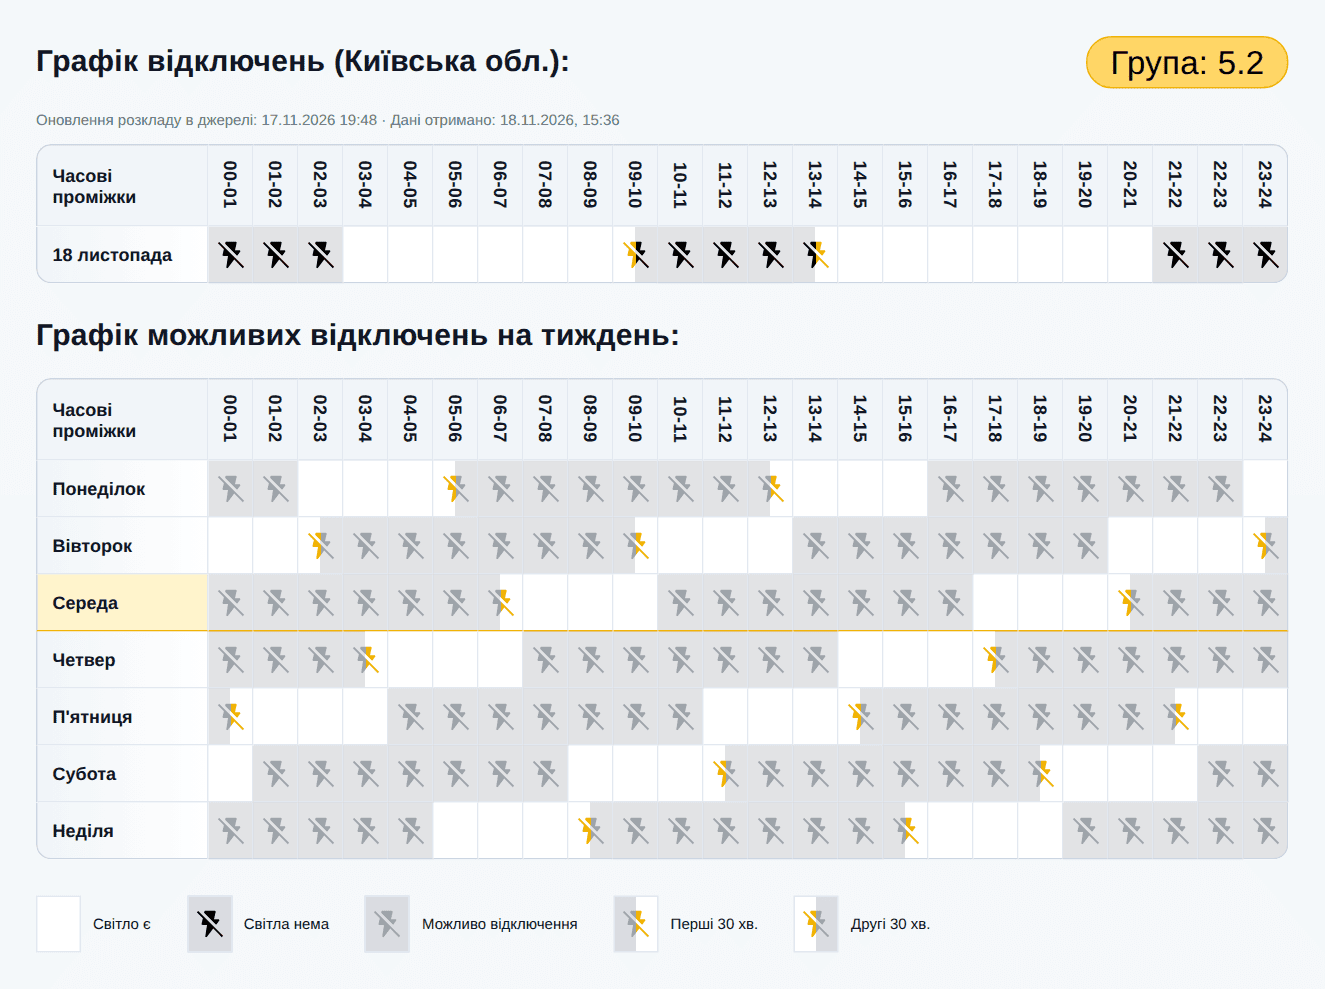 Графік відключень (Київська обл.):
Група: 5.2
Оновлення розкладу в джерелі: 17.11.2026 19:48 · Дані отримано: 18.11.2026, 15:36
Часові проміжки 00-01 01-02 02-03 03-04 04-05 05-06 06-07 07-08 08-09 09-10 10-11 11-12 12-13 13-14 14-15 15-16 16-17 17-18 18-19 19-20 20-21 21-22 22-23 23-24
18 листопада
Графік можливих відключень на тиждень:
Часові проміжки 00-01 01-02 02-03 03-04 04-05 05-06 06-07 07-08 08-09 09-10 10-11 11-12 12-13 13-14 14-15 15-16 16-17 17-18 18-19 19-20 20-21 21-22 22-23 23-24
Понеділок
Вівторок
Середа
Четвер
П'ятниця
Субота
Неділя
Світло є Світла нема Можливо відключення Перші 30 хв. Другі 30 хв.